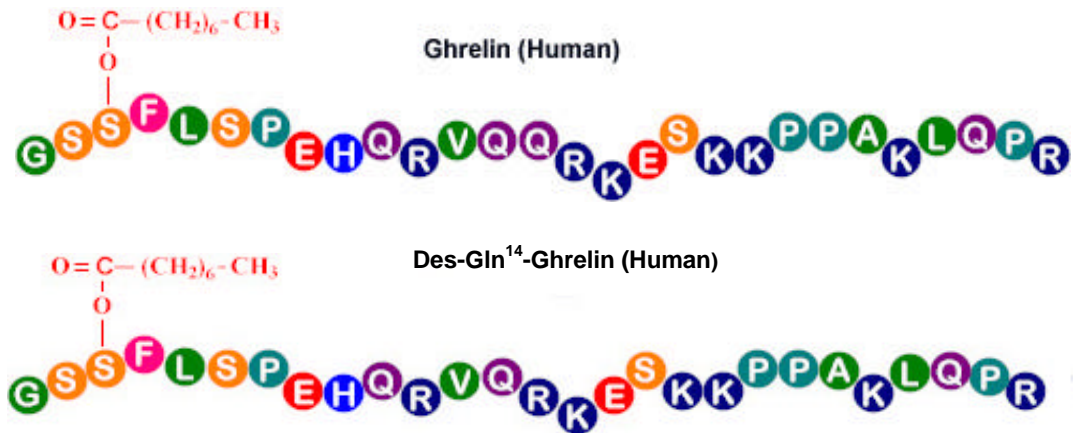 O=C—(CH₂)₆-CH₃
O
Ghrelin (Human)
GSSFLSPEHQRVQQRKESKKPPAKLQPR
O=C—(CH₂)₆-CH₃
O
Des-Gln¹⁴-Ghrelin (Human)
GSSFLSPEHQRVQRKESKKPPAKLQPR